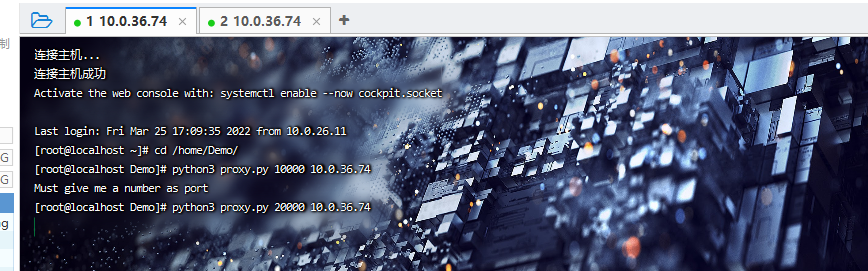 1 10.0.36.74 × 2 10.0.36.74 × +
制
连接主机...
连接主机成功
Activate the web console with: systemctl enable --now cockpit.socket
Last login: Fri Mar 25 17:09:35 2022 from 10.0.26.11
[root@localhost ~]# cd /home/Demo/
G
[root@localhost Demo]# python3 proxy.py 10000 10.0.36.74
G
Must give me a number as port
[root@localhost Demo]# python3 proxy.py 20000 10.0.36.74